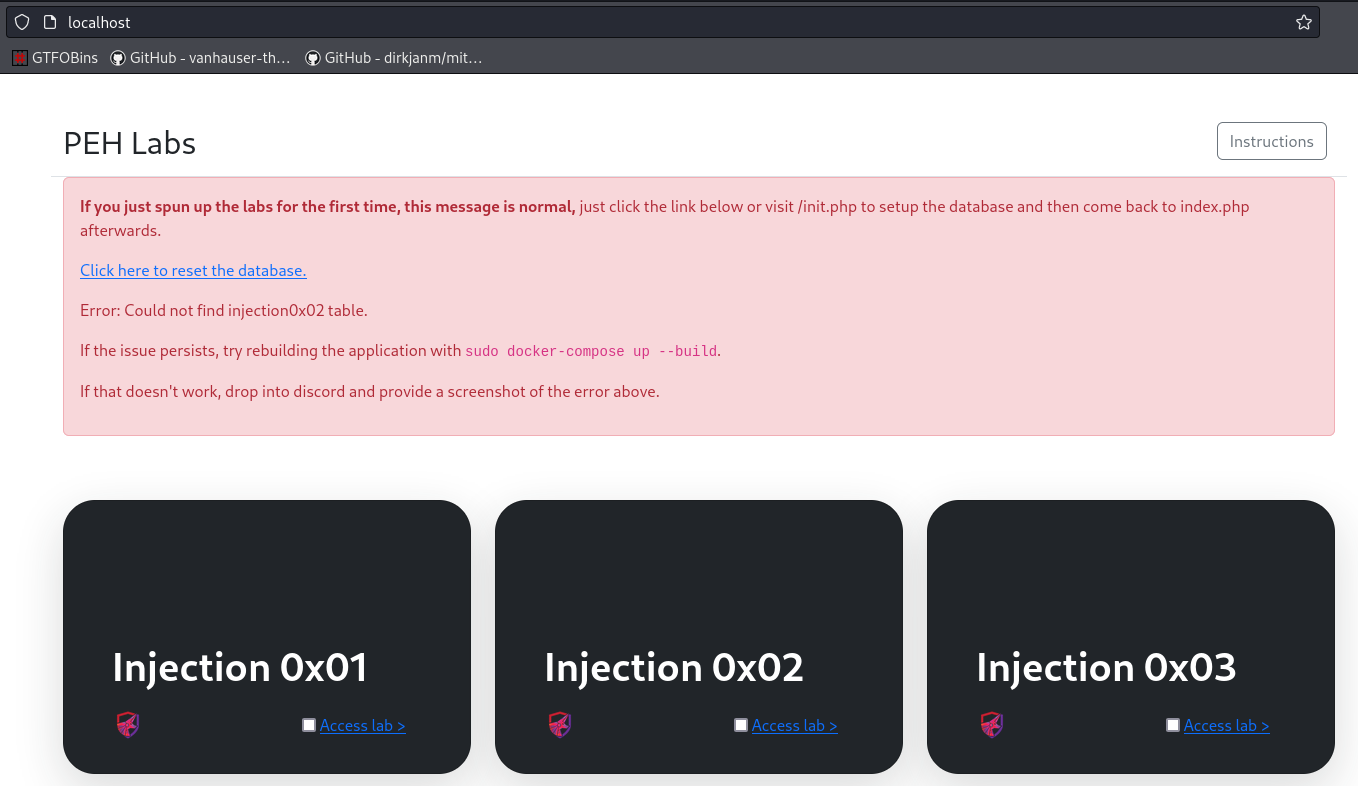 localhost
GTFOBins GitHub - vanhauser-th... GitHub - dirkjanm/mit...
PEH Labs
Instructions
If you just spun up the labs for the first time, this message is normal, just click the link below or visit /init.php to setup the database and then come back to index.php
afterwards.
Click here to reset the database.
Error: Could not find injection0x02 table.
If the issue persists, try rebuilding the application with sudo docker-compose up --build.
If that doesn't work, drop into discord and provide a screenshot of the error above.
Injection 0x01
Access lab >
Injection 0x02
Access lab >
Injection 0x03
Access lab >